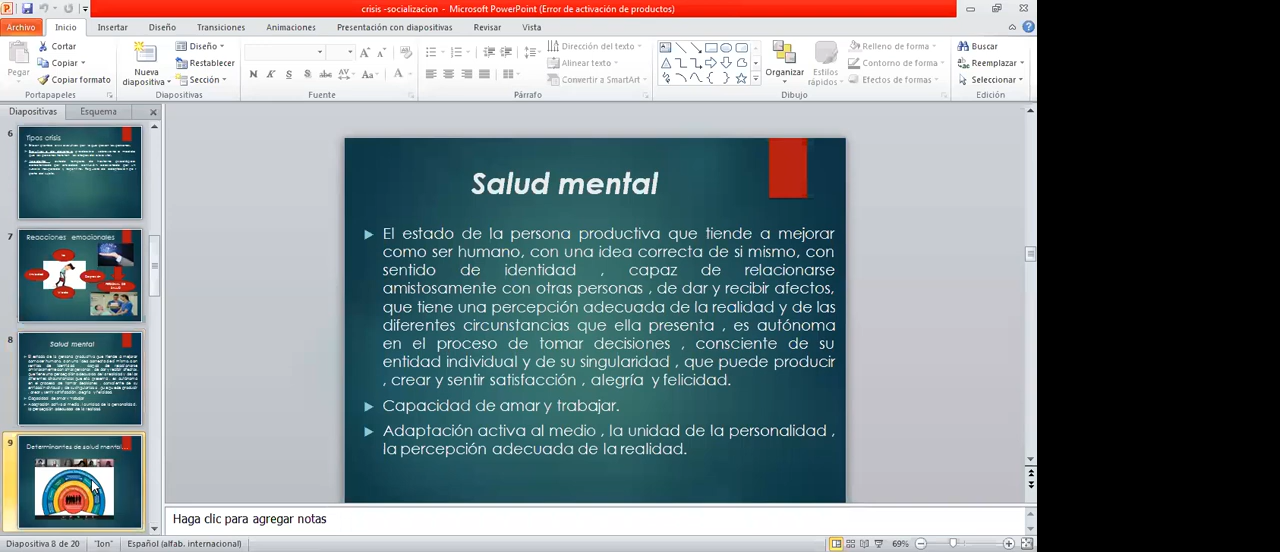 crisis -socializacion - Microsoft PowerPoint (Error de activación de productos)
Archivo Inicio Insertar Diseño Transiciones Animaciones Presentación con diapositivas Revisar Vista
Pegar
Cortar
Copiar
Copiar formato
Portapapeles
Nueva diapositiva
Diseño
Restablecer
Sección
Diapositivas
N K S S abc AV Aa A
Fuente
Dirección del texto
Alinear texto
Convertir a SmartArt
Párrafo
Organizar
Estilos rápidos
Relleno de forma
Contorno de forma
Efectos de formas
Dibujo
Buscar
Reemplazar
Seleccionar
Edición
Diapositivas Esquema
6
Tipos crisis
7
Reacciones emocionales
8
Salud mental
9
Determinantes de salud mental...
Salud mental
El estado de la persona productiva que tiende a mejorar
como ser humano, con una idea correcta de si mismo, con
sentido de identidad , capaz de relacionarse
amistosamente con otras personas , de dar y recibir afectos,
que tiene una percepción adecuada de la realidad y de las
diferentes circunstancias que ella presenta , es autónoma
en el proceso de tomar decisiones , consciente de su
entidad individual y de su singularidad , que puede producir
, crear y sentir satisfacción , alegría y felicidad.
Capacidad de amar y trabajar.
Adaptación activa al medio , la unidad de la personalidad ,
la percepción adecuada de la realidad.
Haga clic para agregar notas
Diapositiva 8 de 20 "Ion" Español (alfab. internacional) 69%